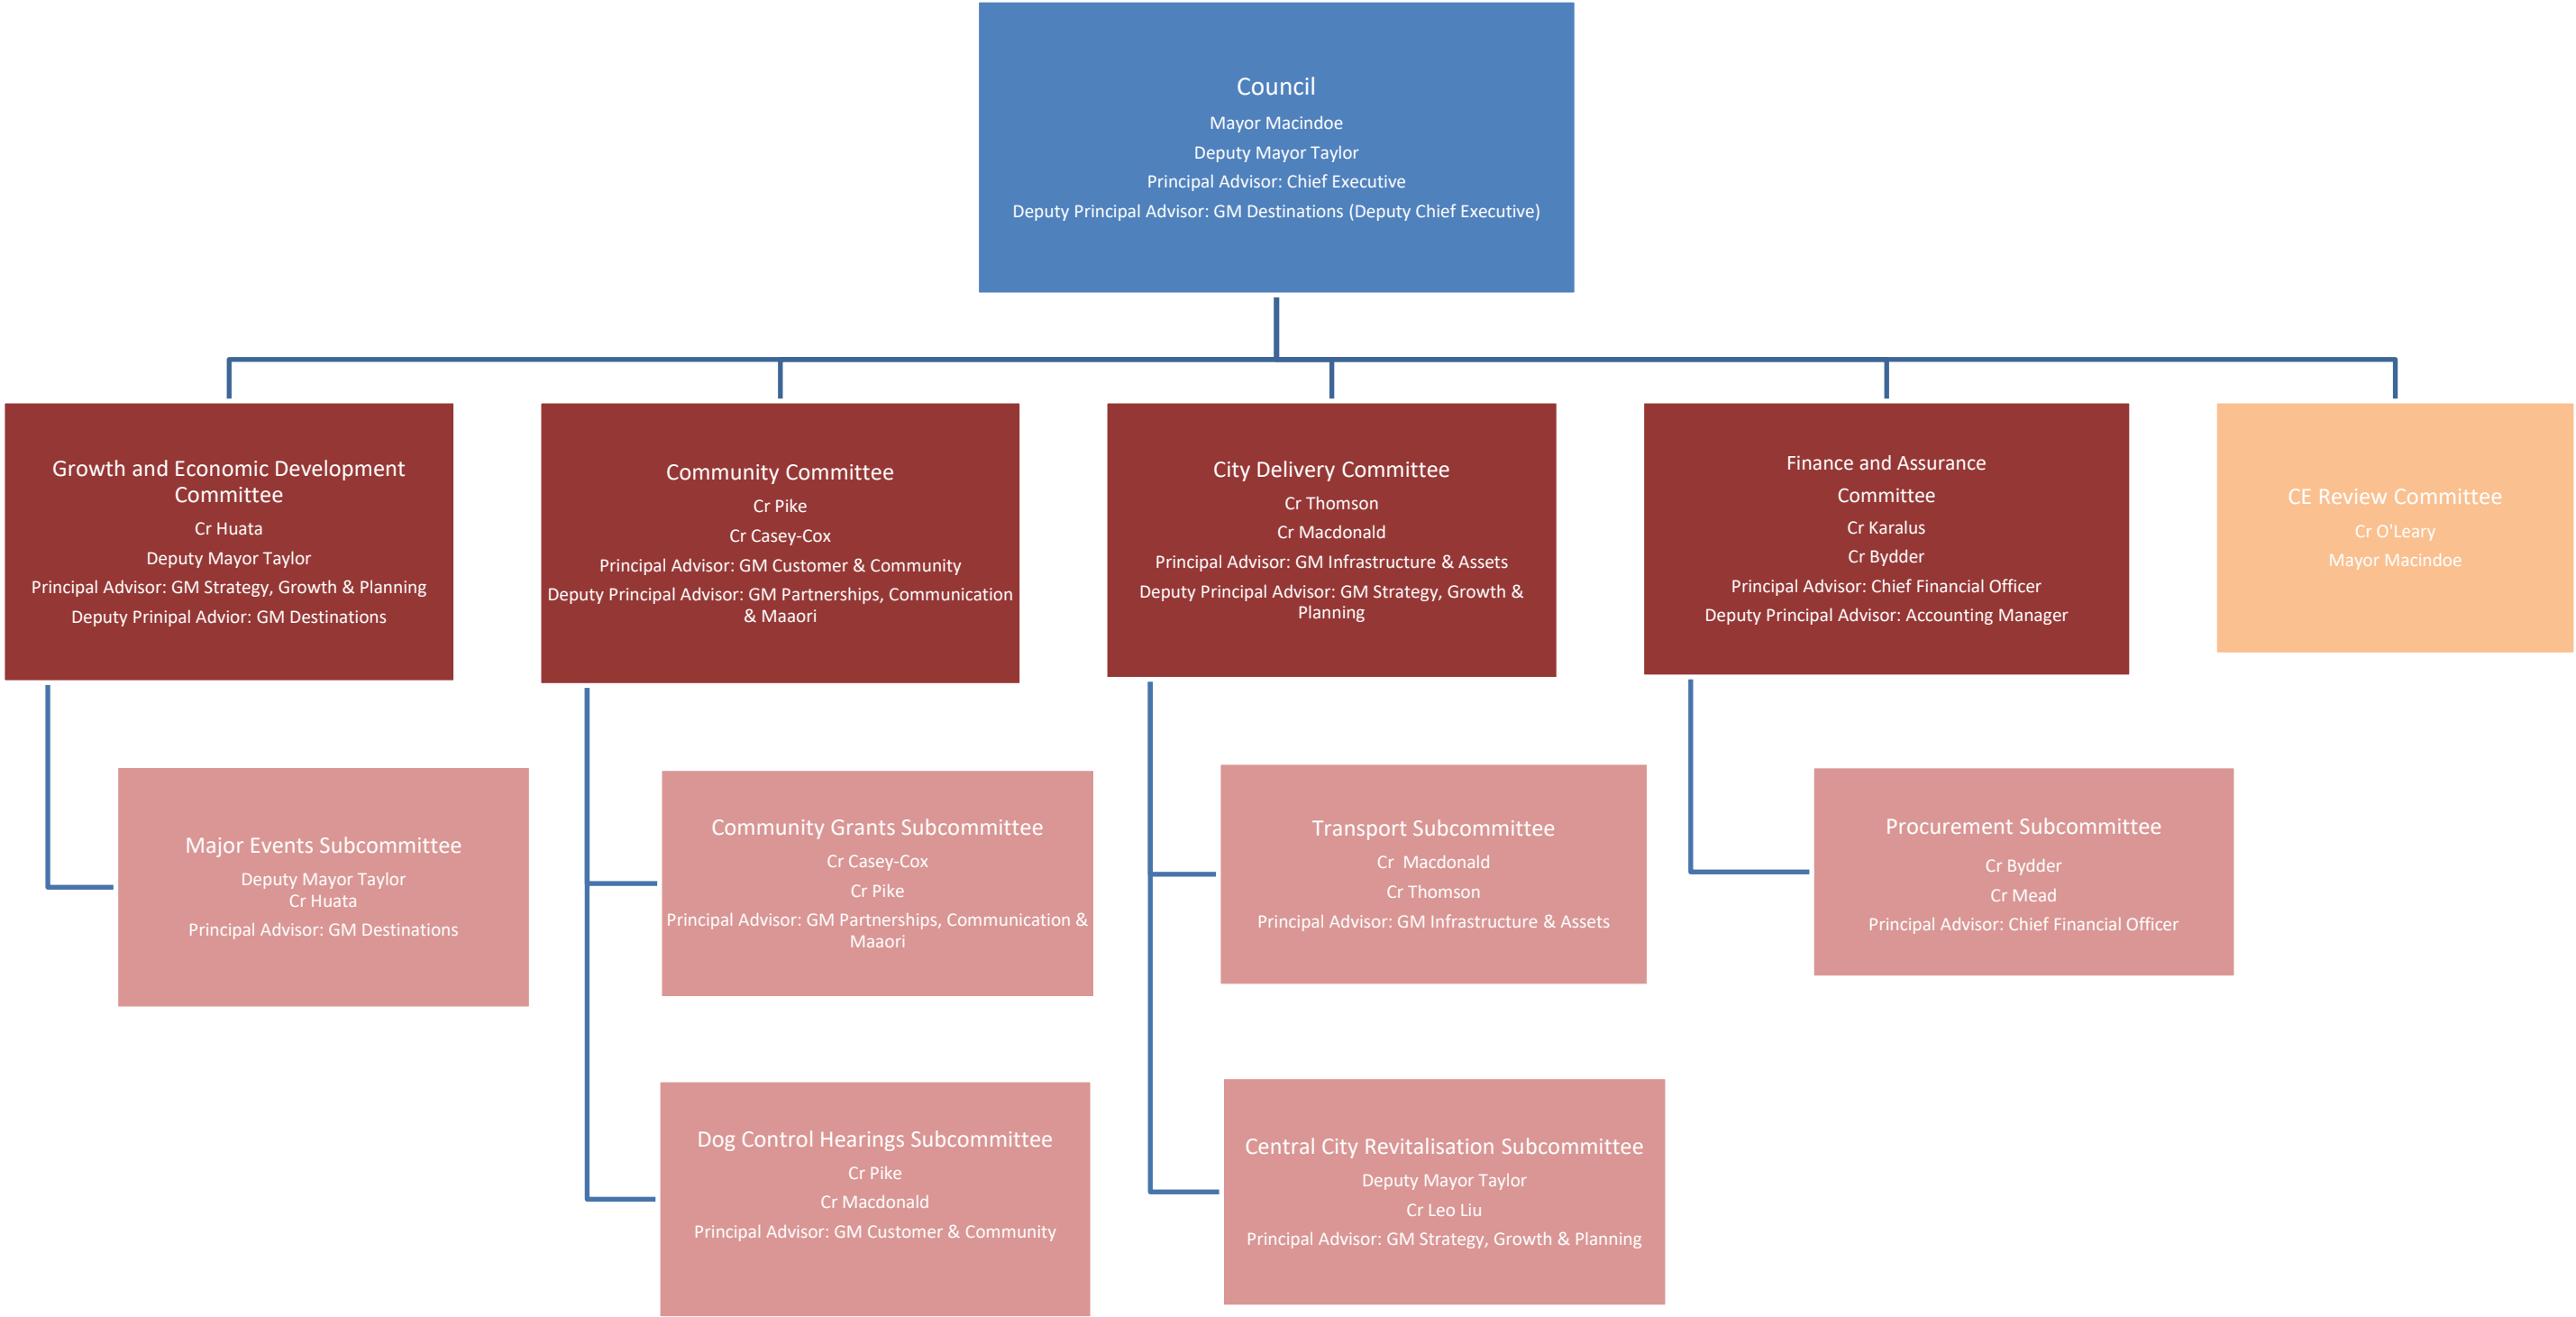 Council
Mayor Macindoe
Deputy Mayor Taylor
Principal Advisor: Chief Executive
Deputy Principal Advisor: GM Destinations (Deputy Chief Executive)
Growth and Economic Development
Committee
Cr Huata
Deputy Mayor Taylor
Principal Advisor: GM Strategy, Growth & Planning
Deputy Prinipal Advior: GM Destinations
Community Committee
Cr Pike
Cr Casey-Cox
Principal Advisor: GM Customer & Community
Deputy Principal Advisor: GM Partnerships, Communication
& Maaori
City Delivery Committee
Cr Thomson
Cr Macdonald
Principal Advisor: GM Infrastructure & Assets
Deputy Principal Advisor: GM Strategy, Growth &
Planning
Finance and Assurance
Committee
Cr Karalus
Cr Bydder
Principal Advisor: Chief Financial Officer
Deputy Principal Advisor: Accounting Manager
CE Review Committee
Cr O'Leary
Mayor Macindoe
Major Events Subcommittee
Deputy Mayor Taylor
Cr Huata
Principal Advisor: GM Destinations
Community Grants Subcommittee
Cr Casey-Cox
Cr Pike
Principal Advisor: GM Partnerships, Communication &
Maaori
Transport Subcommittee
Cr  Macdonald
Cr Thomson
Principal Advisor: GM Infrastructure & Assets
Procurement Subcommittee
Cr Bydder
Cr Mead
Principal Advisor: Chief Financial Officer
Dog Control Hearings Subcommittee
Cr Pike
Cr Macdonald
Principal Advisor: GM Customer & Community
Central City Revitalisation Subcommittee
Deputy Mayor Taylor
Cr Leo Liu
Principal Advisor: GM Strategy, Growth & Planning